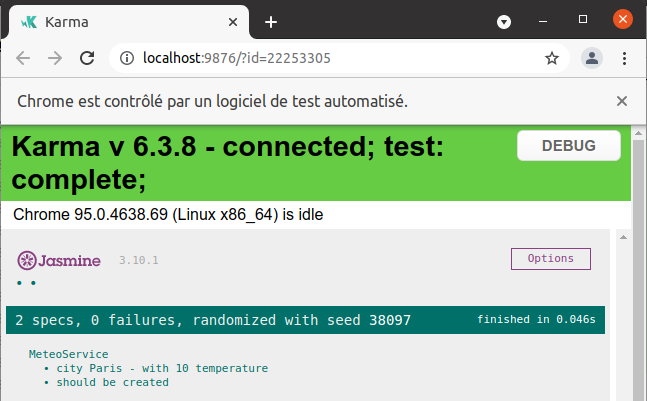 Karma
localhost:9876/?id=22253305
Chrome est contrôlé par un logiciel de test automatisé.
Karma v 6.3.8 - connected; test:
complete;
DEBUG
Chrome 95.0.4638.69 (Linux x86_64) is idle
Jasmine 3.10.1
Options
2 specs, 0 failures, randomized with seed 38097
finished in 0.046s
MeteoService
• city Paris - with 10 temperature
• should be created